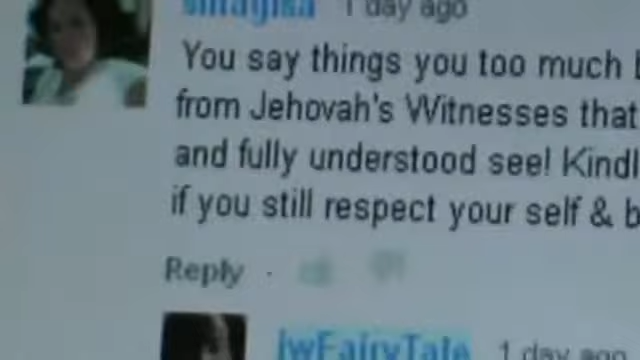 1 day ago
You say things you too much
from Jehovah's Witnesses that
and fully understood see! Kindl
if you still respect your self & b
Reply ·
jwFairyTale 1 day ago